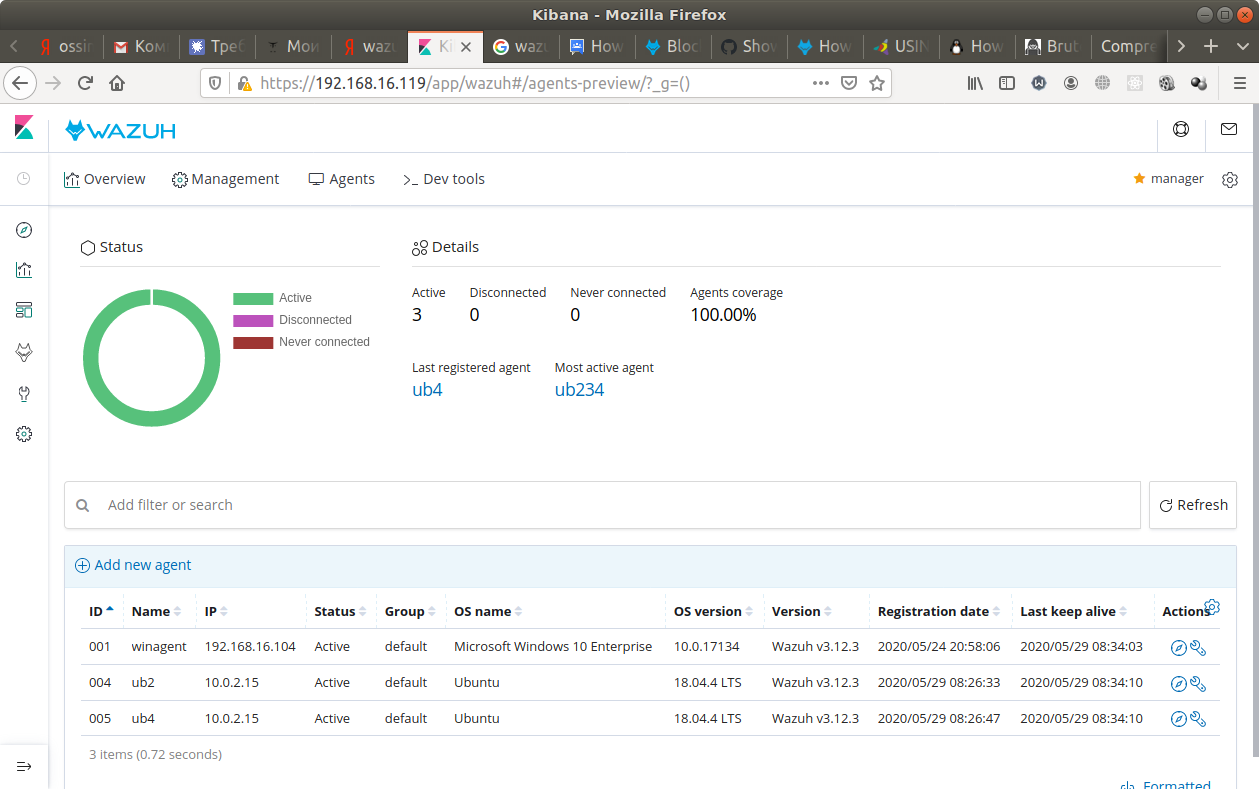 Kibana - Mozilla Firefox
ossin Ком Треб Мои wazu Ki wazu How Bloc Shov How USIN How Brut Compre
https://192.168.16.119/app/wazuh#/agents-preview/?_g=()
WAZUH
Overview Management Agents >_ Dev tools manager
Status Details
Active
Disconnected
Never connected
Active Disconnected Never connected Agents coverage
3 0 0 100.00%
Last registered agent Most active agent
ub4 ub234
Add filter or search Refresh
Add new agent
ID Name IP Status Group OS name OS version Version Registration date Last keep alive Actions
001 winagent 192.168.16.104 Active default Microsoft Windows 10 Enterprise 10.0.17134 Wazuh v3.12.3 2020/05/24 20:58:06 2020/05/29 08:34:03
004 ub2 10.0.2.15 Active default Ubuntu 18.04.4 LTS Wazuh v3.12.3 2020/05/29 08:26:33 2020/05/29 08:34:10
005 ub4 10.0.2.15 Active default Ubuntu 18.04.4 LTS Wazuh v3.12.3 2020/05/29 08:26:47 2020/05/29 08:34:10
3 items (0.72 seconds)
Formatted